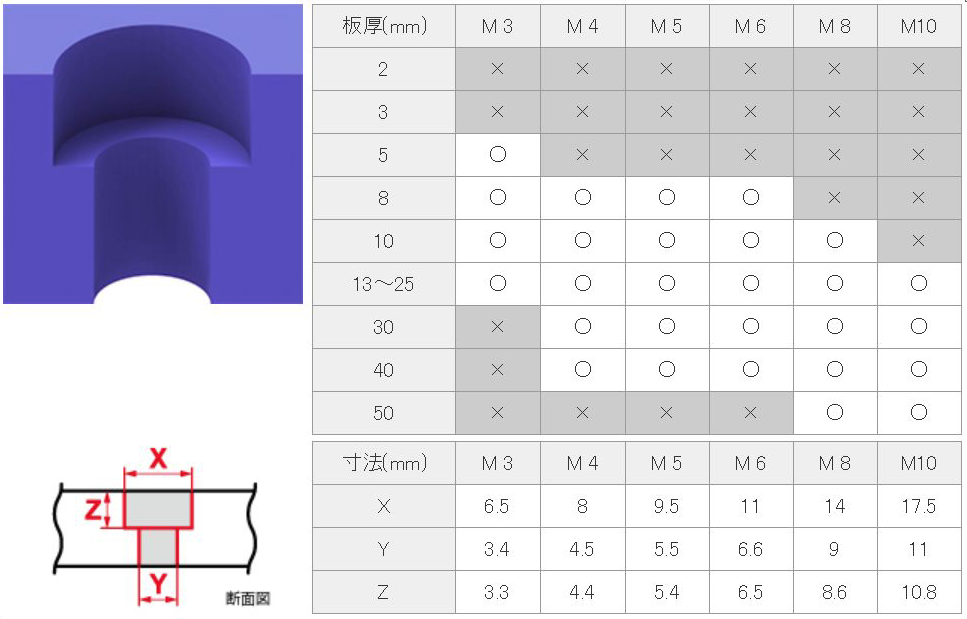 板厚(mm) M3 M4 M5 M6 M8 M10
2 × × × × × ×
3 × × × × × ×
5 ○ × × × × ×
8 ○ ○ ○ ○ × ×
10 ○ ○ ○ ○ ○ ×
13～25 ○ ○ ○ ○ ○ ○
30 × ○ ○ ○ ○ ○
40 × ○ ○ ○ ○ ○
50 × × × × ○ ○
寸法(mm) M3 M4 M5 M6 M8 M10
X 6.5 8 9.5 11 14 17.5
Y 3.4 4.5 5.5 6.6 9 11
Z 3.3 4.4 5.4 6.5 8.6 10.8
X
Z
Y
断面図